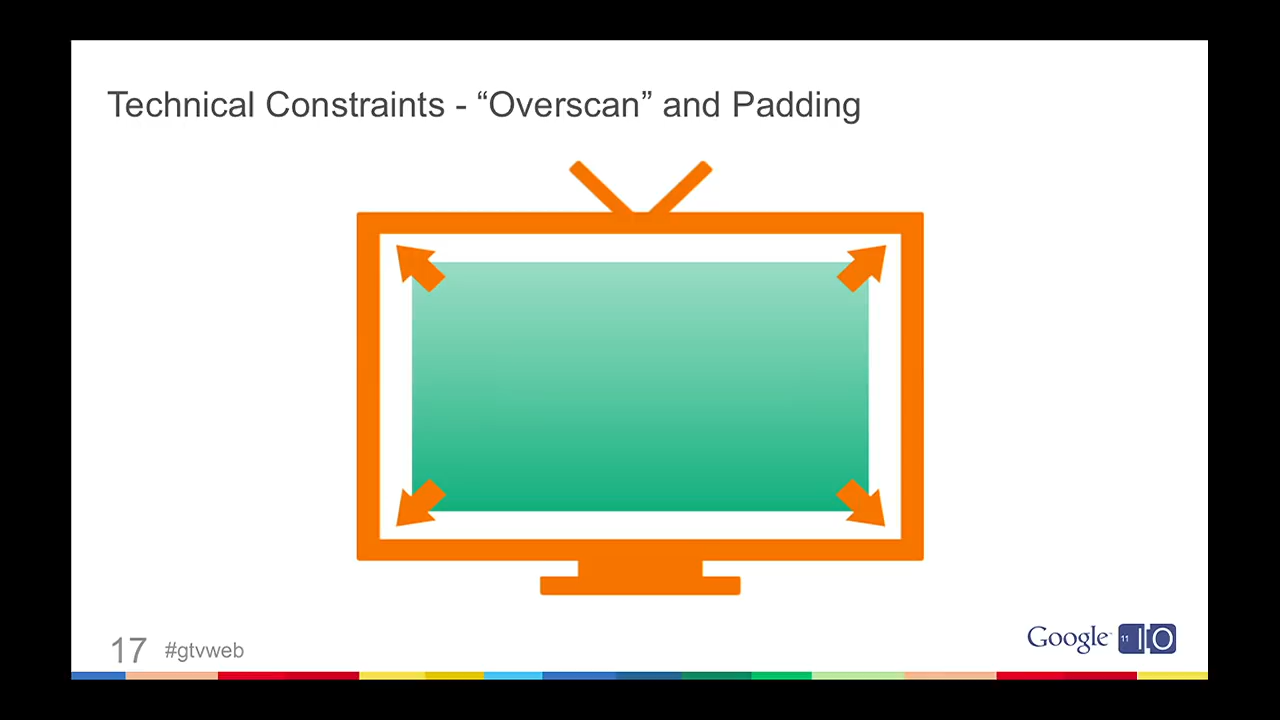 Technical Constraints - “Overscan” and Padding
17 #gtvweb
Google 11 IO